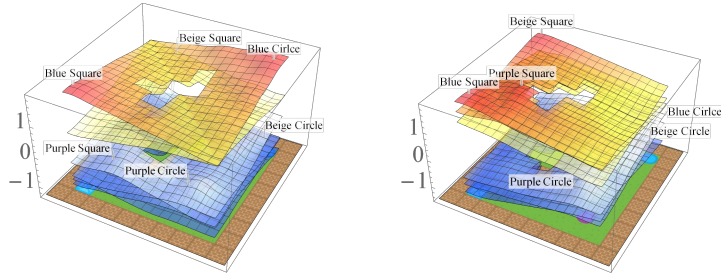 Beige Square
Blue Cirlce
Blue Square
Beige Circle
Purple Square
Purple Circle
1
0
−1
Beige Square
Purple Square
Blue Square
Blue Cirlce
Beige Circle
Purple Circle
1
0
−1